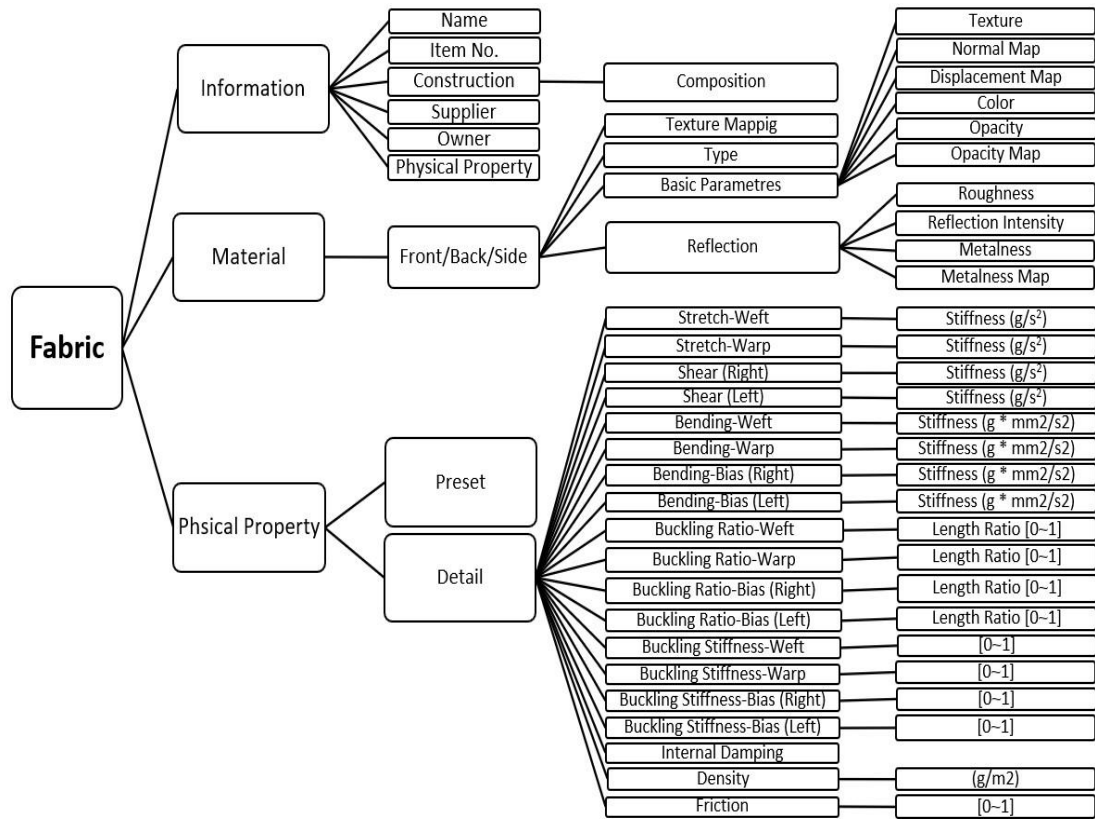 Fabric
Information
Name
Item No.
Construction
Supplier
Owner
Physical Property
Composition
Material
Front/Back/Side
Texture Mappig
Type
Basic Parametres
Texture
Normal Map
Displacement Map
Color
Opacity
Opacity Map
Reflection
Roughness
Reflection Intensity
Metalness
Metalness Map
Phsical Property
Preset
Detail
Stretch-Weft Stiffness (g/s²)
Stretch-Warp Stiffness (g/s²)
Shear (Right) Stiffness (g/s²)
Shear (Left) Stiffness (g/s²)
Bending-Weft Stiffness (g * mm2/s2)
Bending-Warp Stiffness (g * mm2/s2)
Bending-Bias (Right) Stiffness (g * mm2/s2)
Bending-Bias (Left) Stiffness (g * mm2/s2)
Buckling Ratio-Weft Length Ratio [0~1]
Buckling Ratio-Warp Length Ratio [0~1]
Buckling Ratio-Bias (Right) Length Ratio [0~1]
Buckling Ratio-Bias (Left) Length Ratio [0~1]
Buckling Stiffness-Weft [0~1]
Buckling Stiffness-Warp [0~1]
Buckling Stiffness-Bias (Right) [0~1]
Buckling Stiffness-Bias (Left) [0~1]
Internal Damping
Density (g/m2)
Friction [0~1]